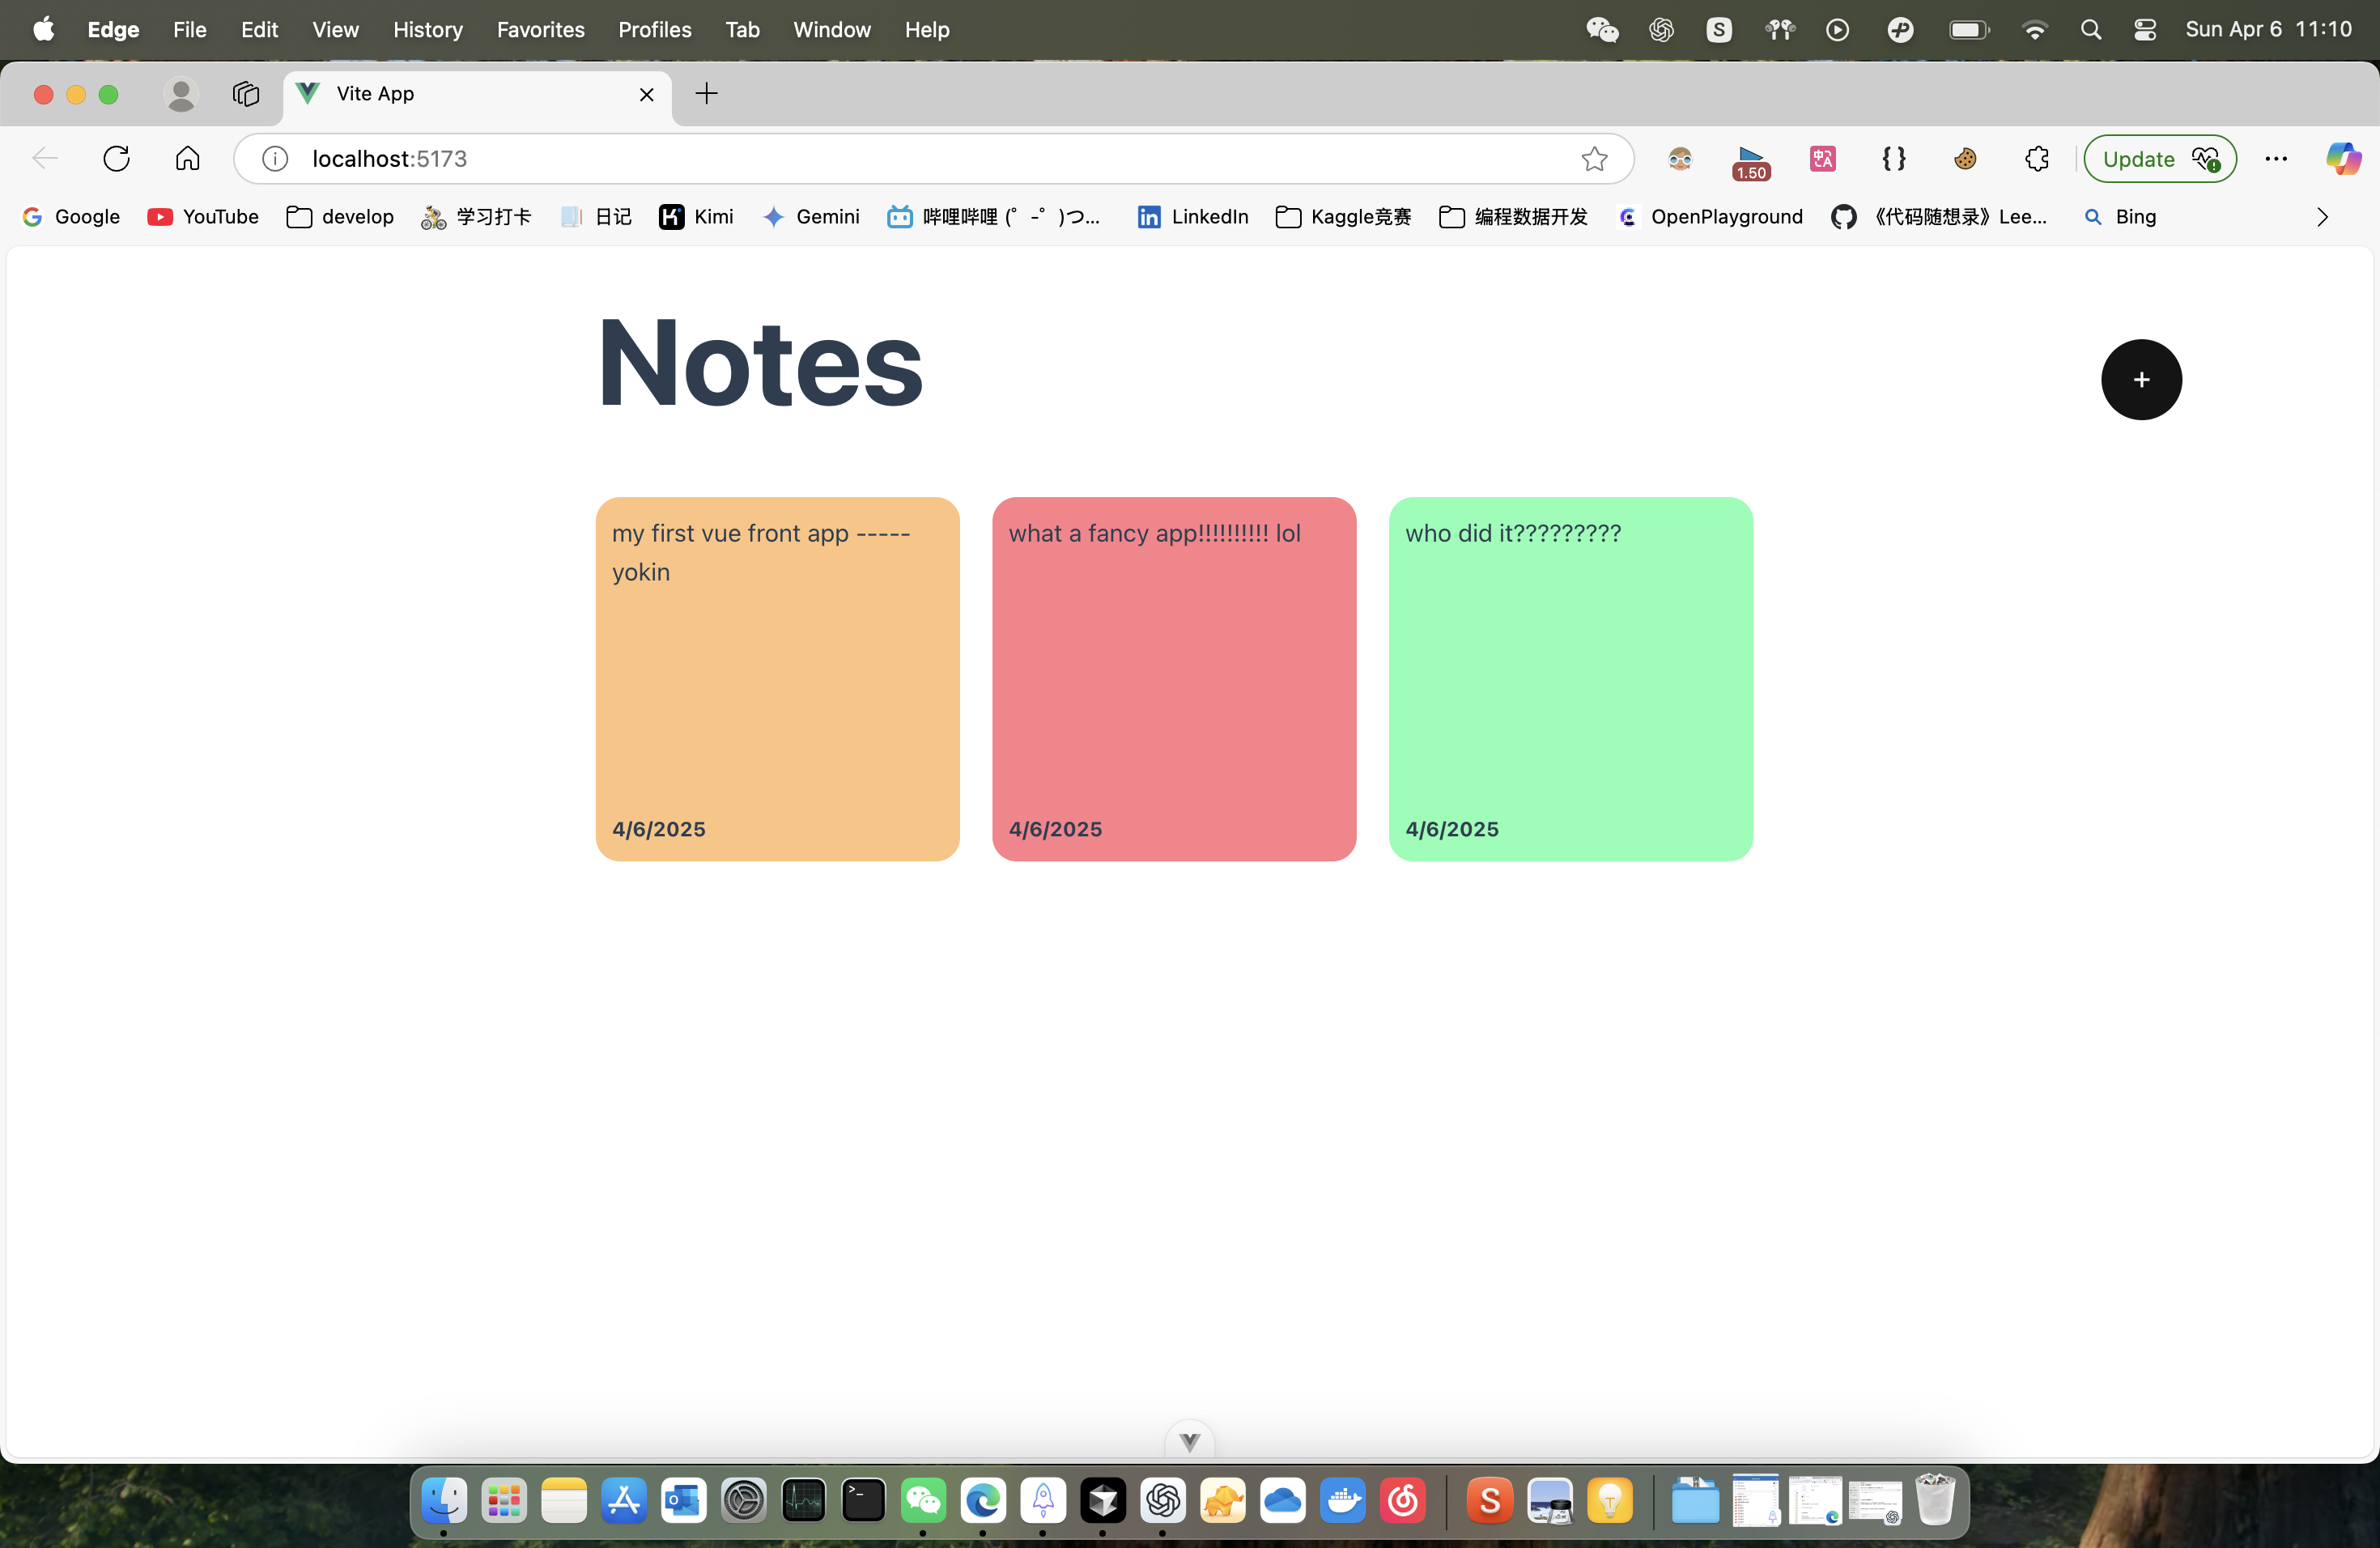 Edge File Edit View History Favorites Profiles Tab Window Help Sun Apr 6 11:10
Vite App
localhost:5173 1.50 Update
Google YouTube develop 学习打卡 日记 Kimi Gemini 哔哩哔哩 (゜-゜)つ... LinkedIn Kaggle竞赛 编程数据开发 OpenPlayground 《代码随想录》Lee... Bing
Notes
+
my first vue front app -----
yokin
4/6/2025
what a fancy app!!!!!!!!!! lol
4/6/2025
who did it?????????
4/6/2025